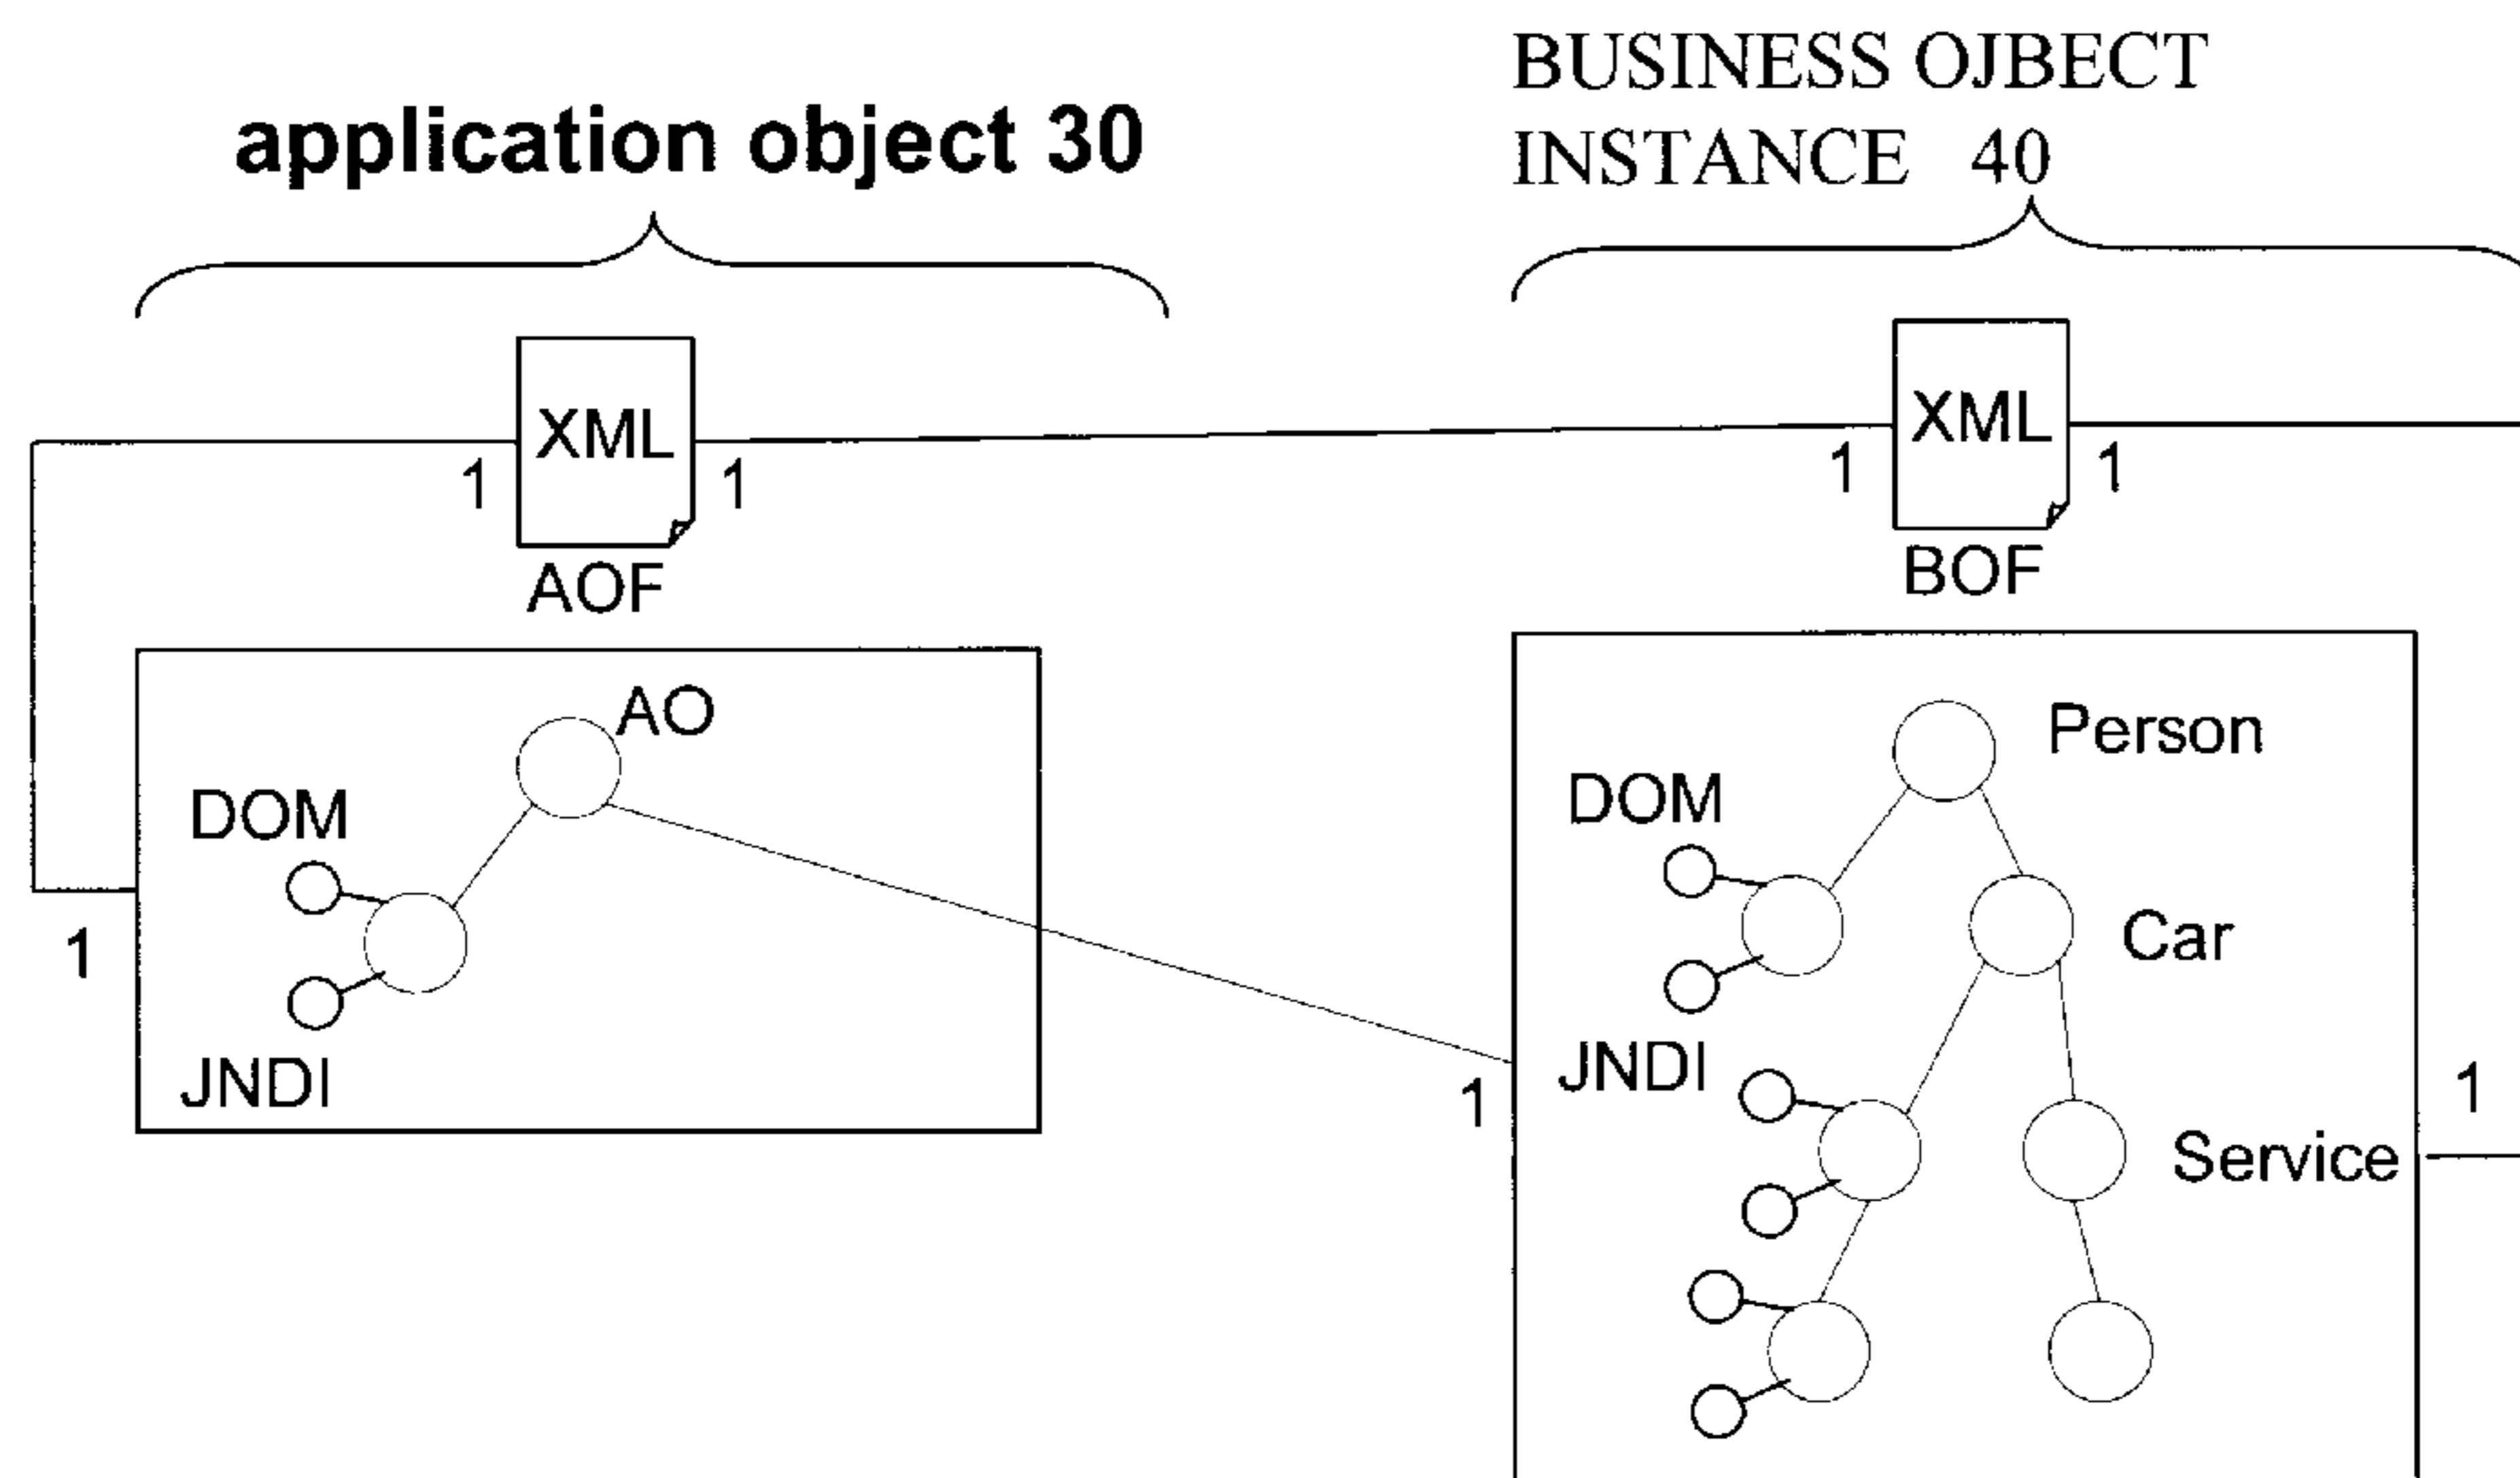 BUSINESS OJBECT
INSTANCE 40
application object 30
XML
1
1
AOF
XML
1
1
BOF
AO
DOM
JNDI
1
Person
DOM
Car
JNDI
1
Service
1